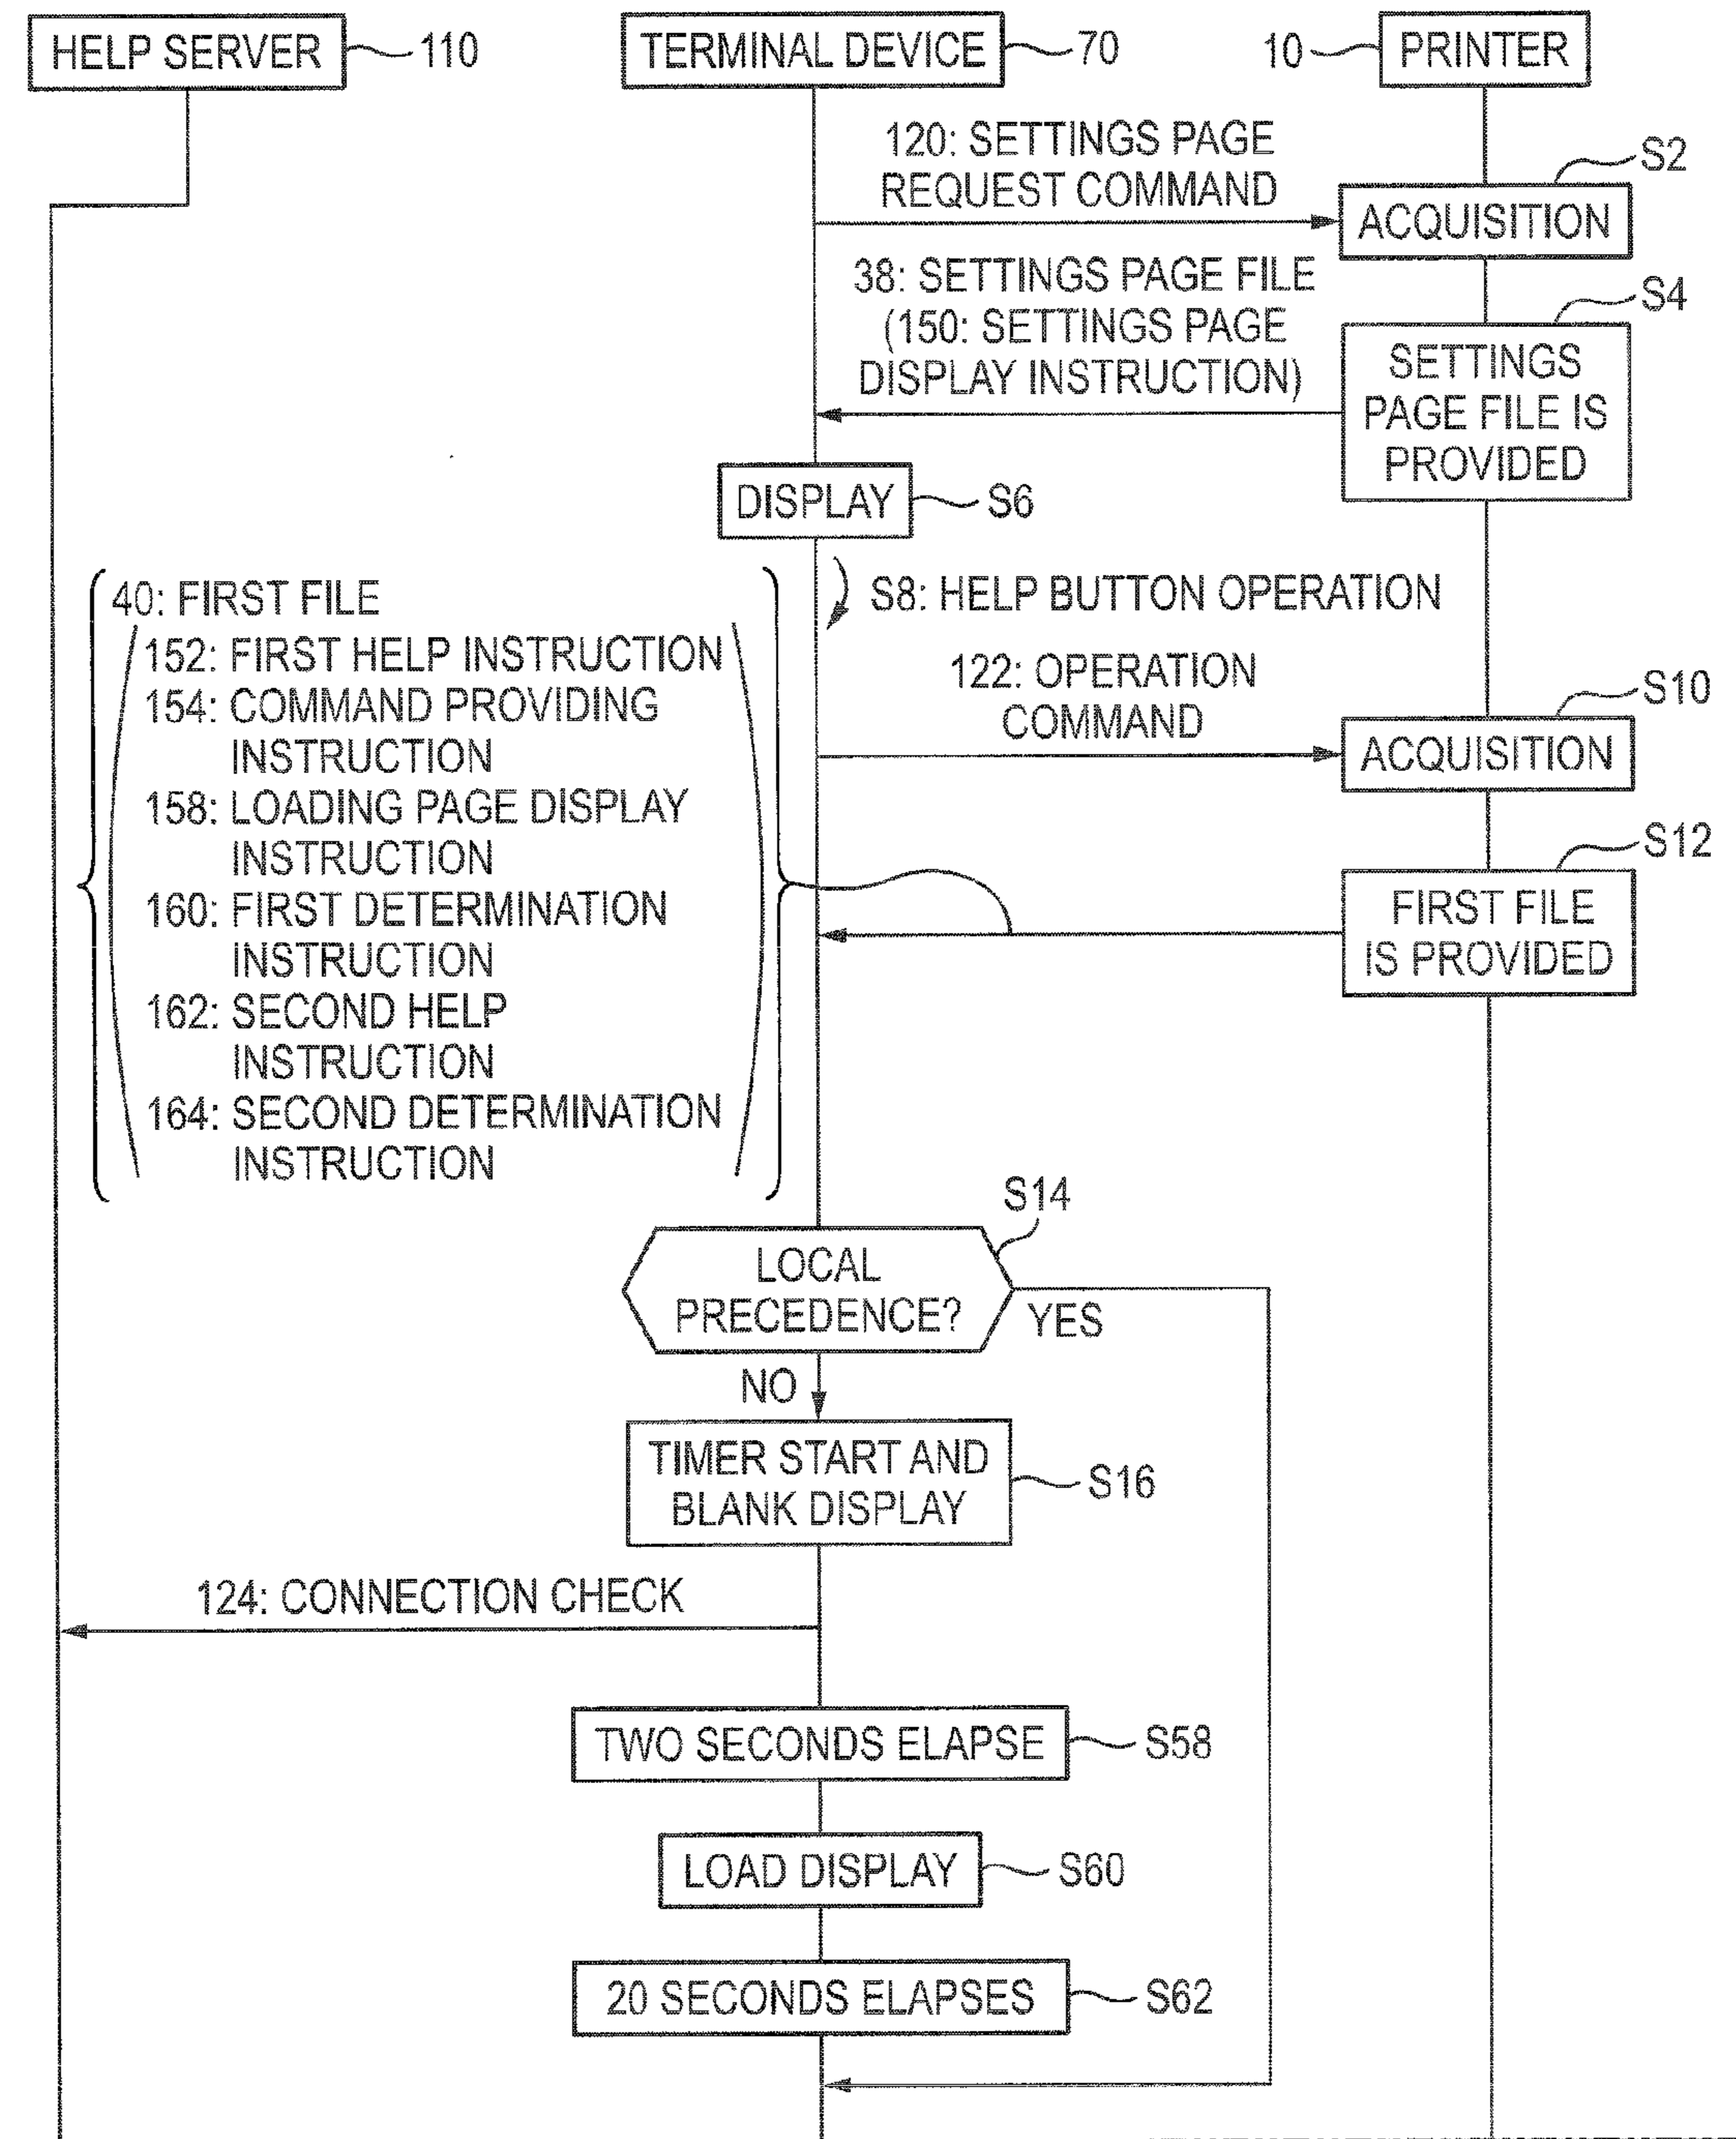 HELP SERVER
110
TERMINAL DEVICE
70
10
PRINTER
120: SETTINGS PAGE
REQUEST COMMAND
S2
ACQUISITION
38: SETTINGS PAGE FILE
(150: SETTINGS PAGE
DISPLAY INSTRUCTION)
S4
SETTINGS
PAGE FILE IS
PROVIDED
DISPLAY
S6
40: FIRST FILE
152: FIRST HELP INSTRUCTION
154: COMMAND PROVIDING
INSTRUCTION
158: LOADING PAGE DISPLAY
INSTRUCTION
160: FIRST DETERMINATION
INSTRUCTION
162: SECOND HELP
INSTRUCTION
164: SECOND DETERMINATION
INSTRUCTION
S8: HELP BUTTON OPERATION
122: OPERATION
COMMAND
S10
ACQUISITION
S12
FIRST FILE
IS PROVIDED
S14
LOCAL
PRECEDENCE?
YES
NO
TIMER START AND
BLANK DISPLAY
S16
124: CONNECTION CHECK
TWO SECONDS ELAPSE
S58
LOAD DISPLAY
S60
20 SECONDS ELAPSES
S62